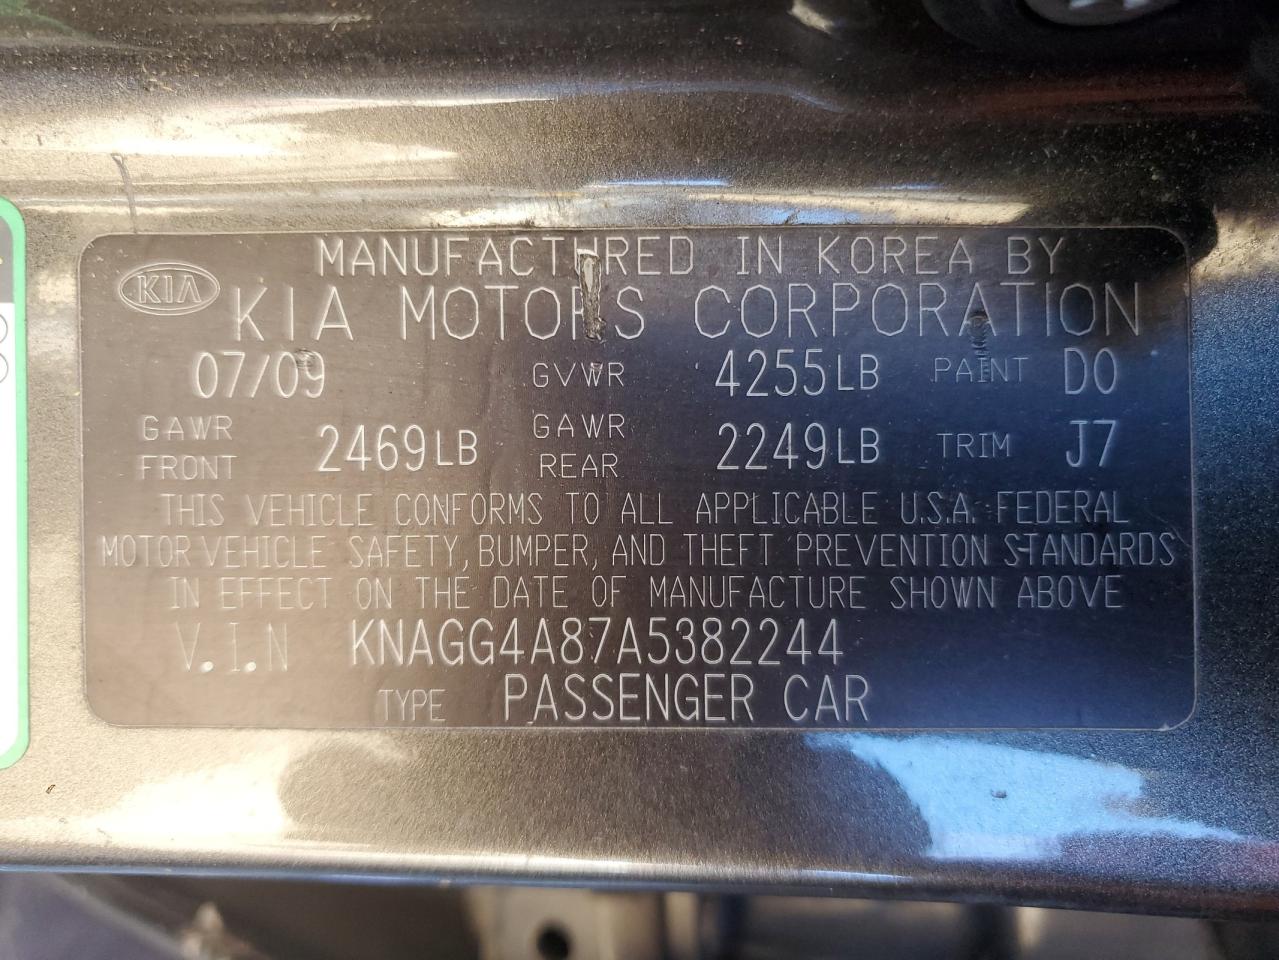 MANUFACTURED IN KOREA BY
KIA KIA MOTORS CORPORATION
07/09 GVWR 4255LB PAINT D0
GAWR FRONT 2469LB GAWR REAR 2249LB TRIM J7
THIS VEHICLE CONFORMS TO ALL APPLICABLE U.S.A. FEDERAL
MOTOR VEHICLE SAFETY, BUMPER, AND THEFT PREVENTION STANDARDS
IN EFFECT ON THE DATE OF MANUFACTURE SHOWN ABOVE
V.I.N KNAGG4A87A5382244
TYPE PASSENGER CAR